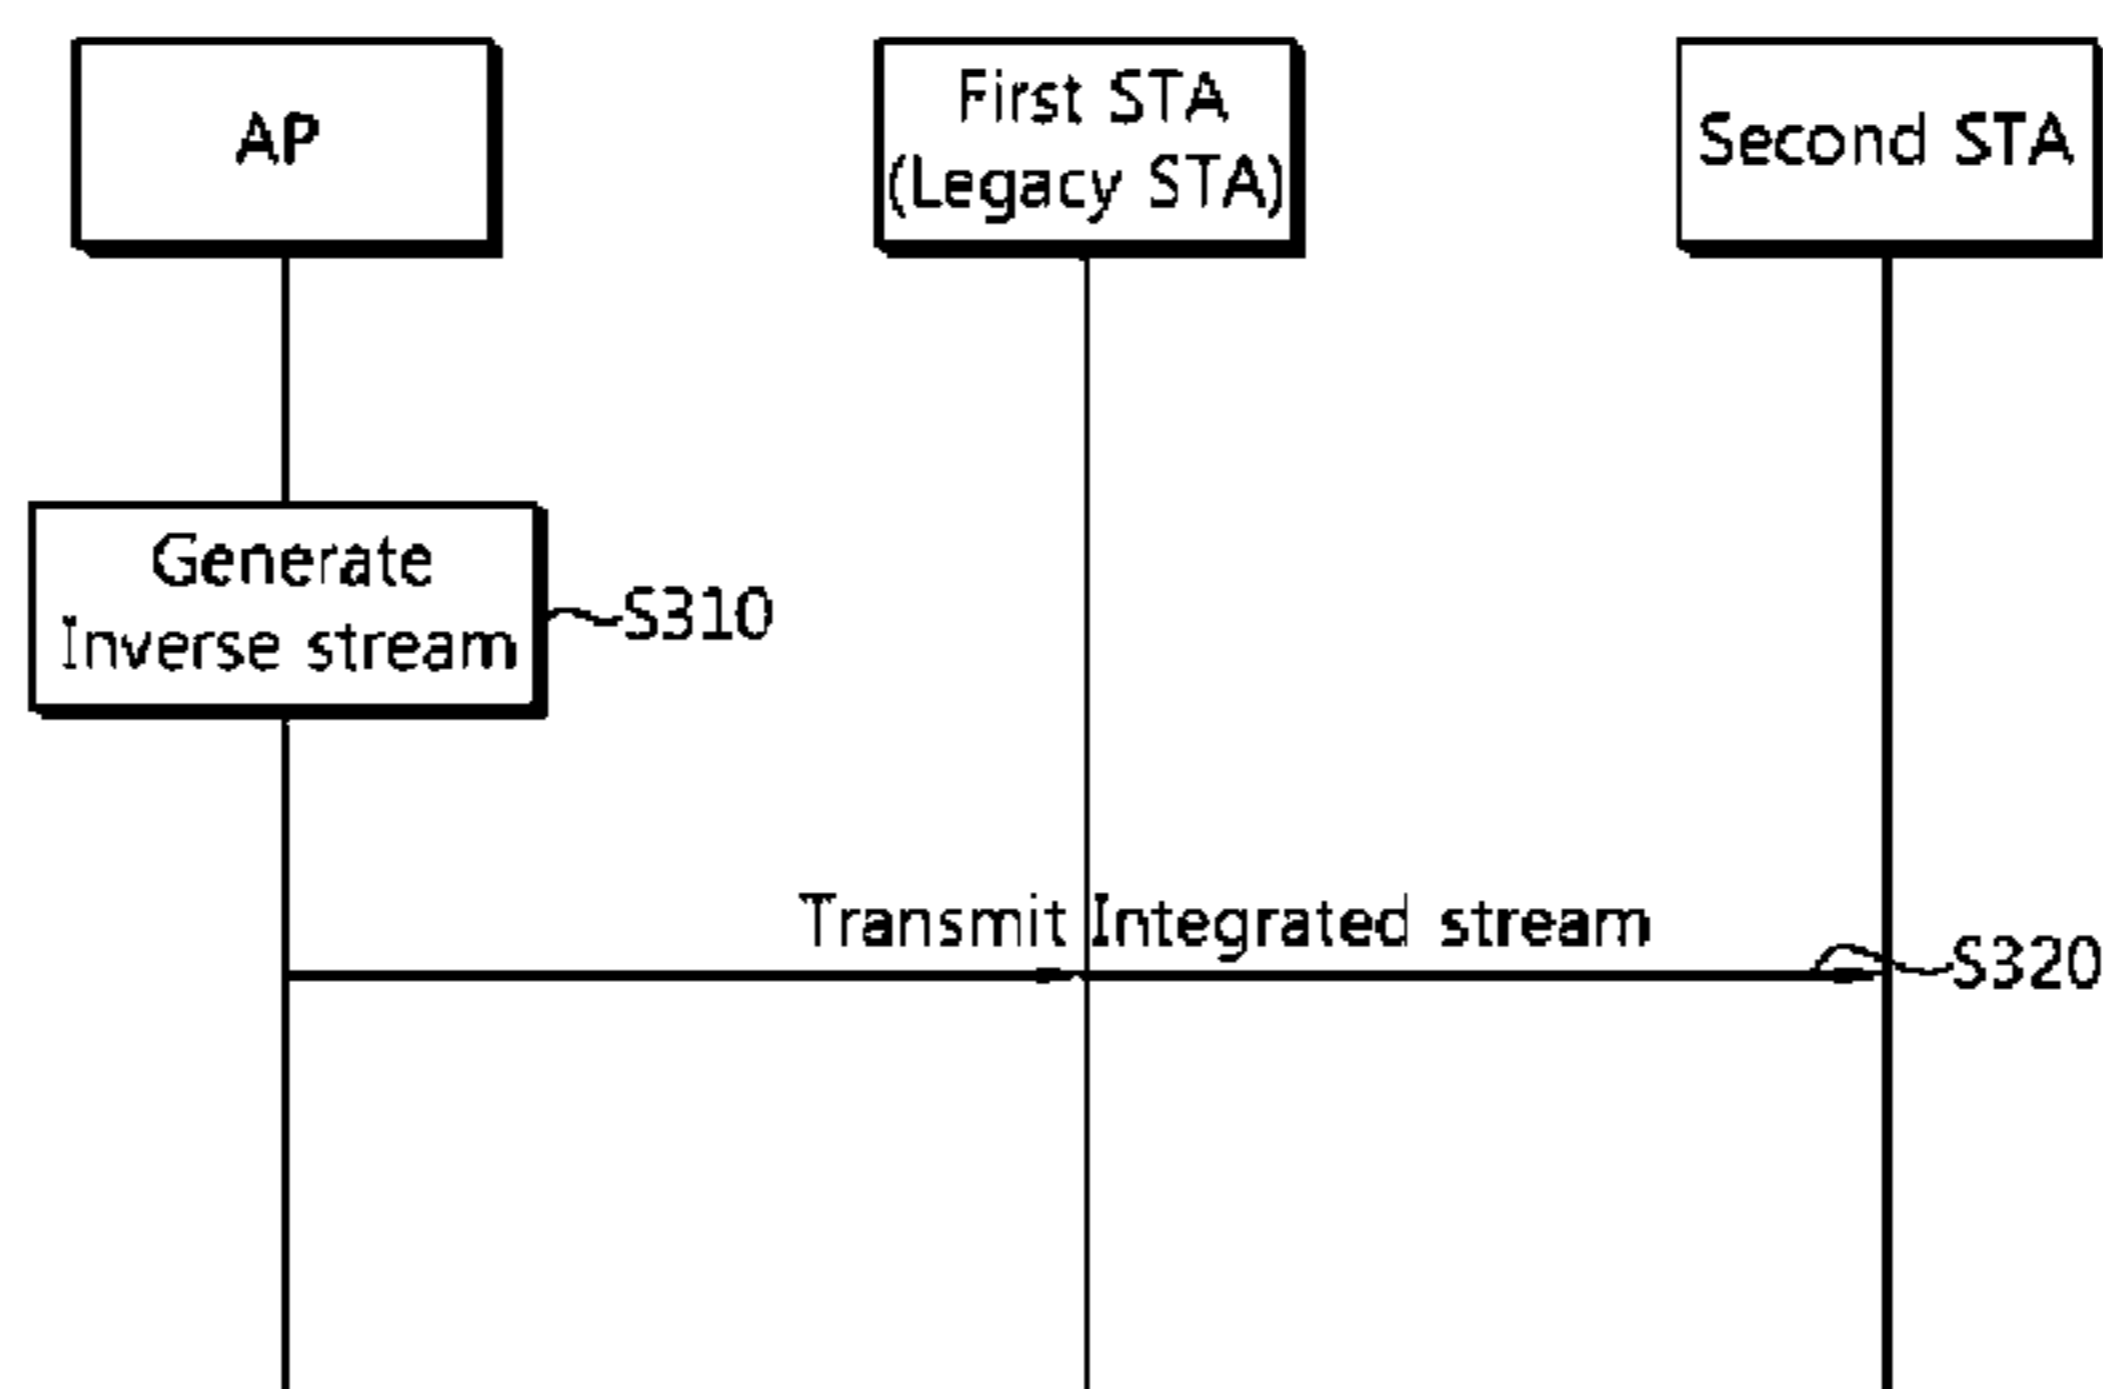 AP
First STA
(Legacy STA)
Second STA
Generate
Inverse stream
S310
Transmit Integrated stream
S320